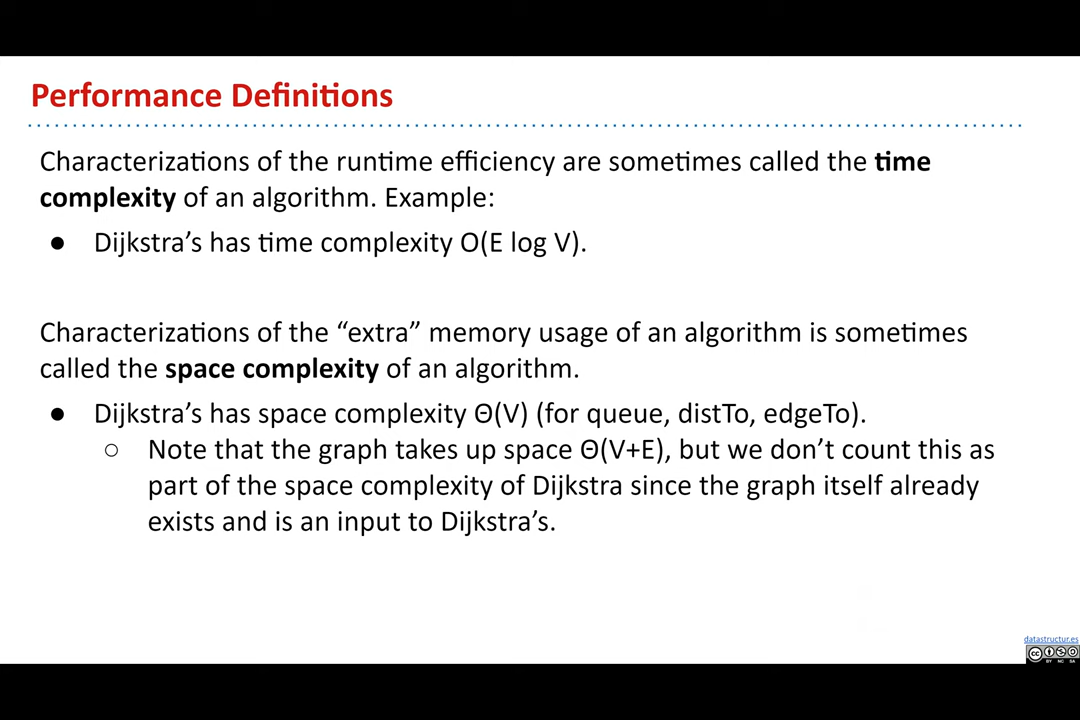 Performance Definitions
Characterizations of the runtime efficiency are sometimes called the time
complexity of an algorithm. Example:
● Dijkstra’s has time complexity O(E log V).
Characterizations of the “extra” memory usage of an algorithm is sometimes
called the space complexity of an algorithm.
● Dijkstra’s has space complexity Θ(V) (for queue, distTo, edgeTo).
○ Note that the graph takes up space Θ(V+E), but we don’t count this as
part of the space complexity of Dijkstra since the graph itself already
exists and is an input to Dijkstra’s.
datastructur.es
cc
BY NC SA